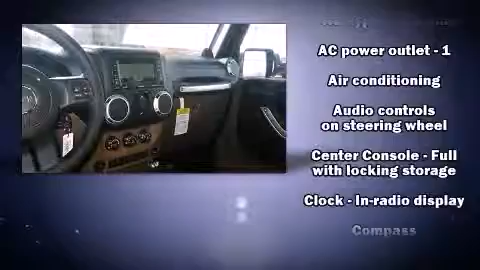 AC power outlet - 1
Air conditioning
Audio controls
on steering wheel
Center Console - Full
with locking storage
Clock - In-radio display
Compass